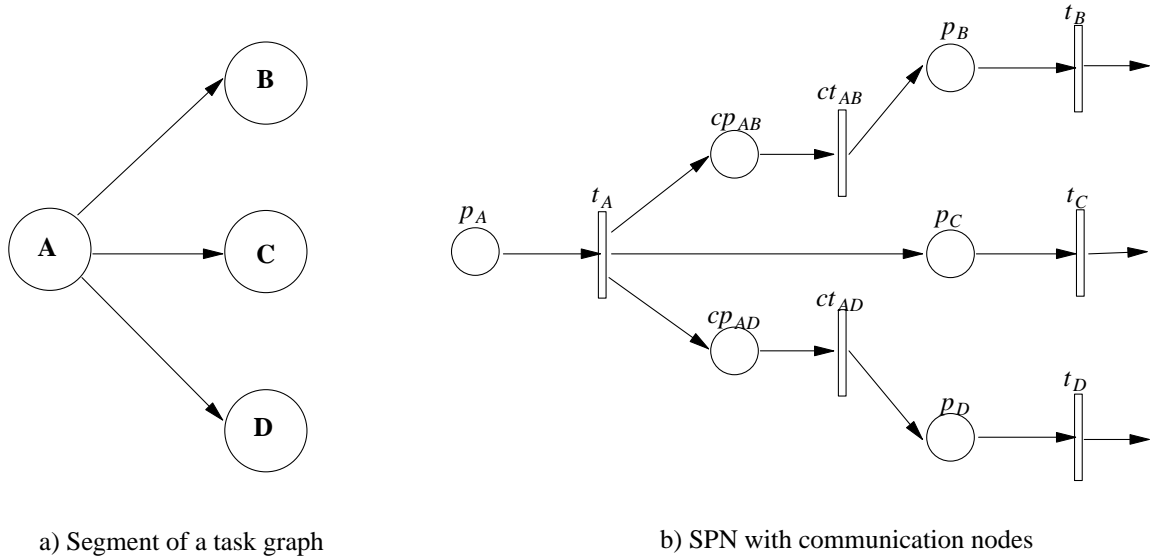 A
B
C
D
a) Segment of a task graph
p_A
t_A
cp_AB
ct_AB
p_B
t_B
p_C
t_C
cp_AD
ct_AD
p_D
t_D
b) SPN with communication nodes